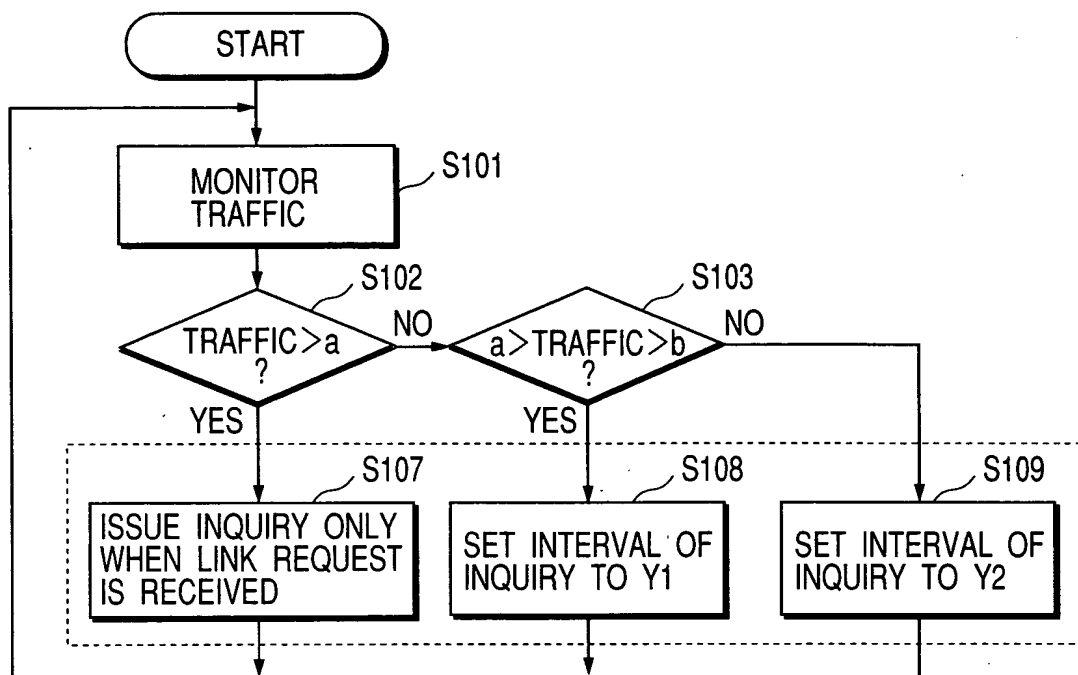 START
MONITOR
TRAFFIC
S101
S102
TRAFFIC>a
?
NO
S103
a>TRAFFIC>b
?
NO
YES
YES
S107
ISSUE INQUIRY ONLY
WHEN LINK REQUEST
IS RECEIVED
S108
SET INTERVAL OF
INQUIRY TO Y1
S109
SET INTERVAL OF
INQUIRY TO Y2